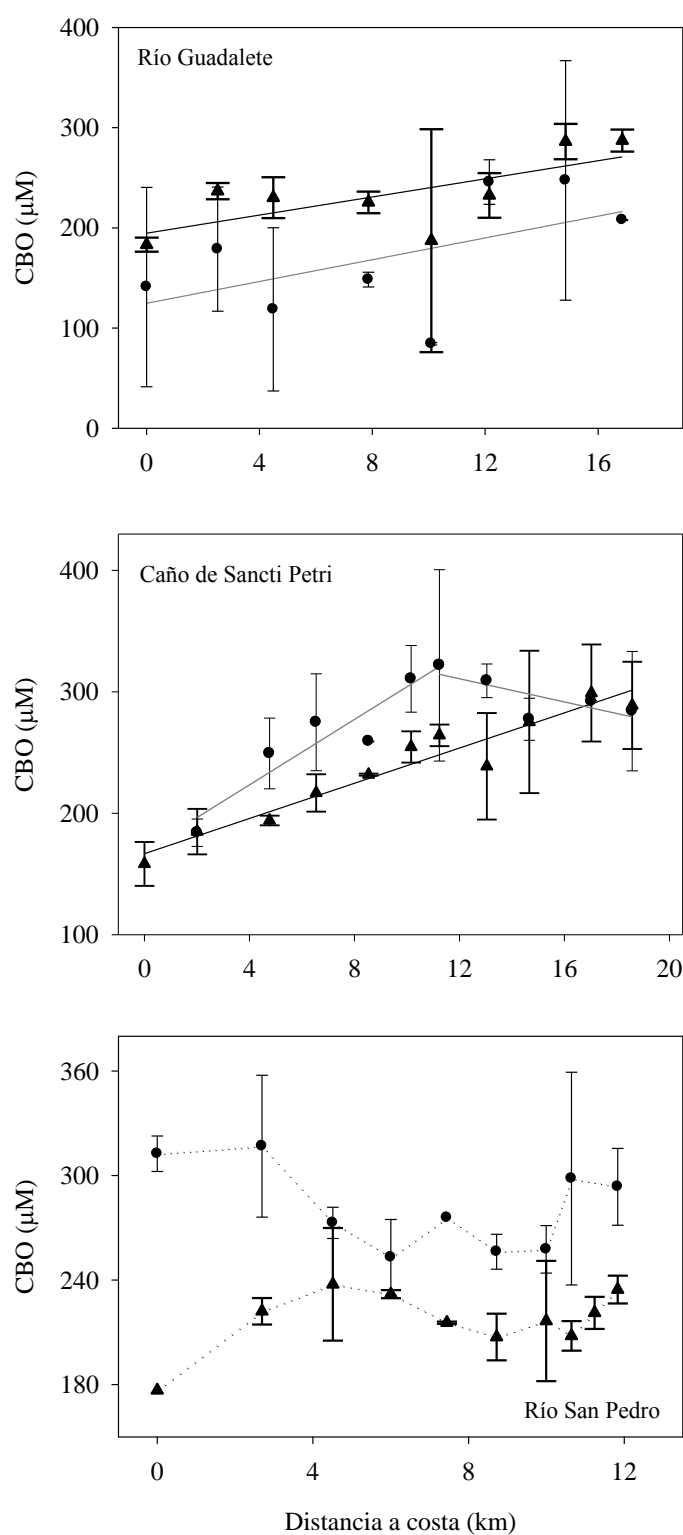 400
Río Guadalete
300
CBO (µM)
200
100
0
0 4 8 12 16
400
Caño de Sancti Petri
300
CBO (µM)
200
100
0 4 8 12 16 20
360
300
CBO (µM)
240
180
Río San Pedro
0 4 8 12
Distancia a costa (km)